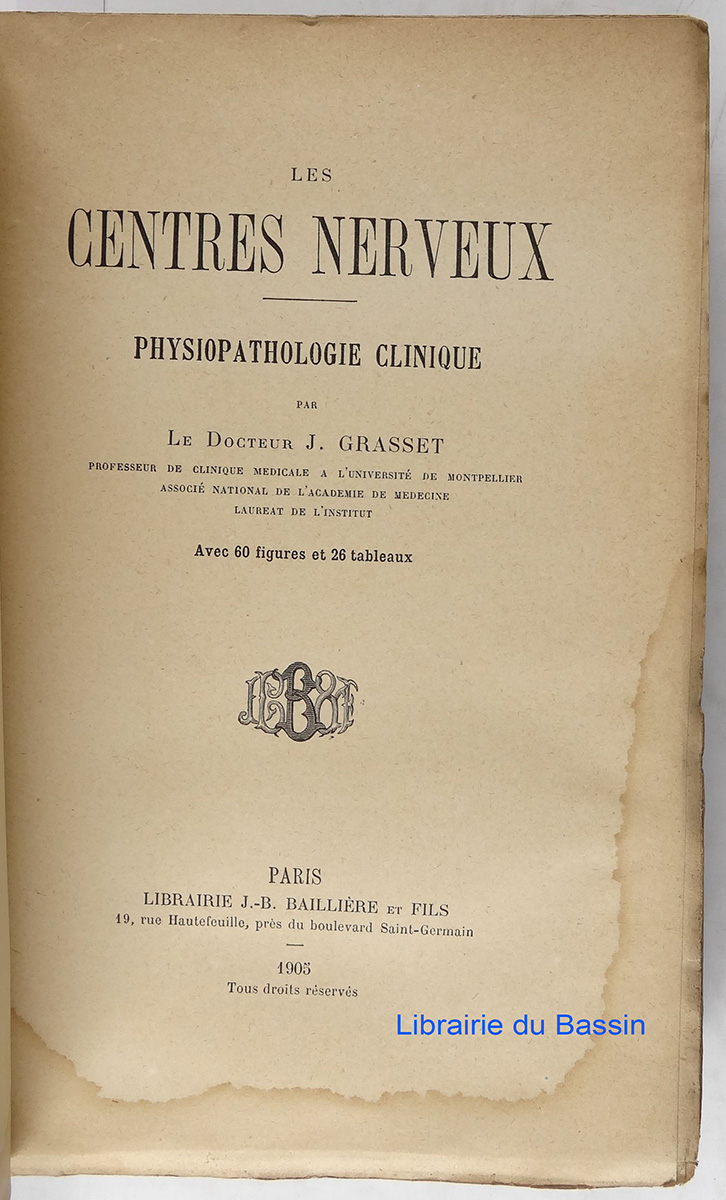 LES
CENTRES NERVEUX
PHYSIOPATHOLOGIE CLINIQUE
PAR
LE DOCTEUR J. GRASSET
PROFESSEUR DE CLINIQUE MEDICALE A L'UNIVERSITÉ DE MONTPELLIER
ASSOCIÉ NATIONAL DE L'ACADEMIE DE MEDECINE
LAUREAT DE L'INSTITUT
Avec 60 figures et 26 tableaux
PARIS
LIBRAIRIE J.-B. BAILLIÈRE ET FILS
19, rue Hautefeuille, près du boulevard Saint-Germain
1905
Tous droits réservés
Librairie du Bassin